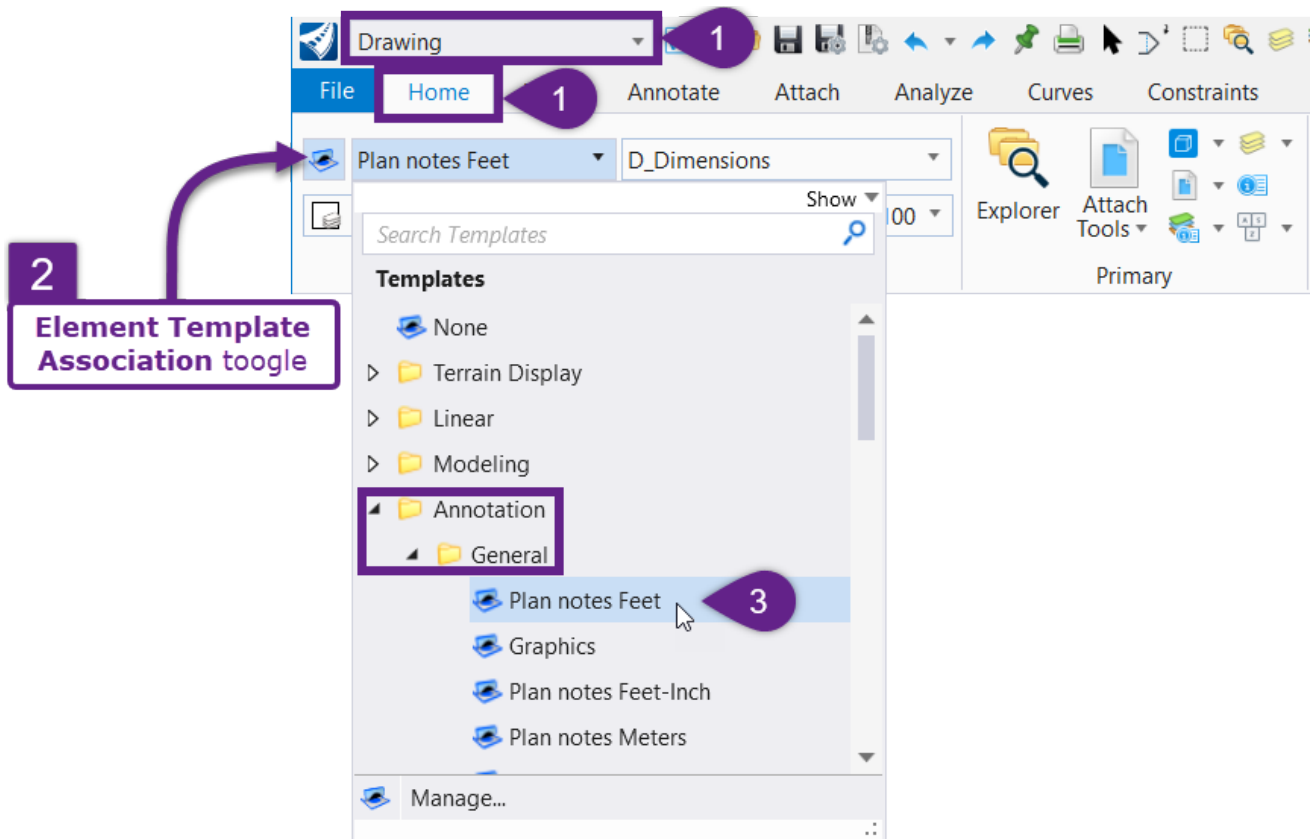 Drawing
1
File
Home
1
Annotate
Attach
Analyze
Curves
Constraints
Plan notes Feet
D_Dimensions
Show
00
Search Templates
Explorer
Attach
Tools
Primary
2
Element Template
Association toogle
Templates
None
Terrain Display
Linear
Modeling
Annotation
General
Plan notes Feet
3
Graphics
Plan notes Feet-Inch
Plan notes Meters
Manage...